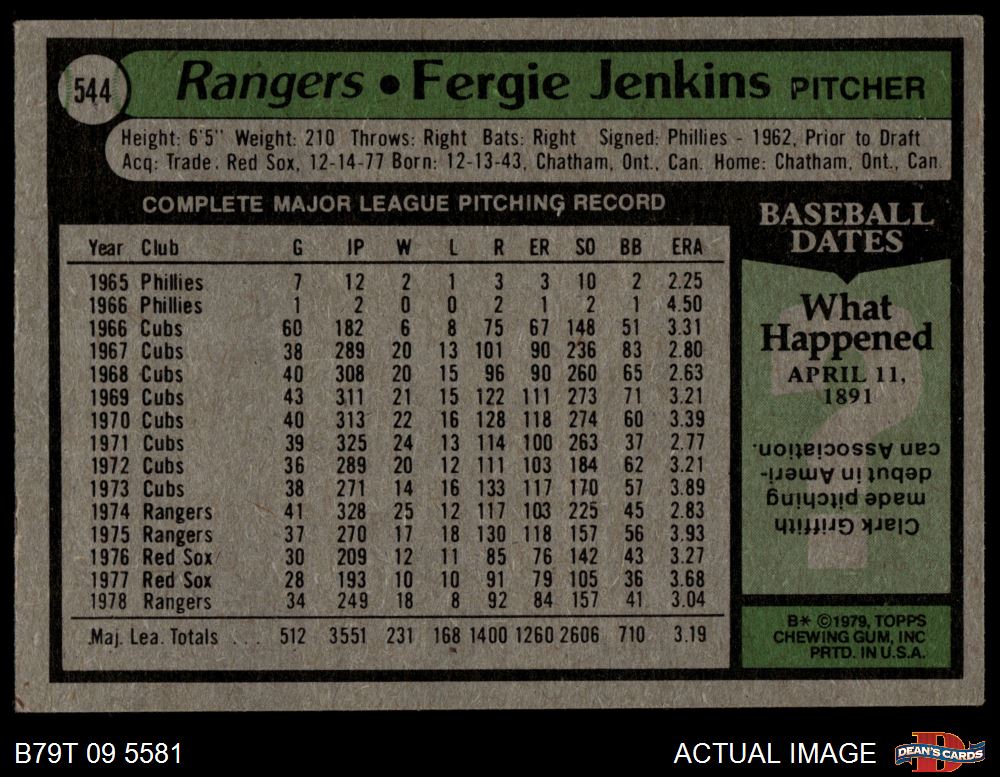 544
Rangers • Fergie Jenkins PITCHER
Height: 6'5" Weight: 210 Throws: Right Bats: Right Signed: Phillies - 1962, Prior to Draft
Acq: Trade. Red Sox, 12-14-77 Born: 12-13-43, Chatham, Ont., Can. Home: Chatham, Ont., Can
COMPLETE MAJOR LEAGUE PITCHING RECORD
Year Club G IP W L R ER SO BB ERA
1965 Phillies 7 12 2 1 3 3 10 2 2.25
1966 Phillies 1 2 0 0 2 1 2 1 4.50
1966 Cubs 60 182 6 8 75 67 148 51 3.31
1967 Cubs 38 289 20 13 101 90 236 83 2.80
1968 Cubs 40 308 20 15 96 90 260 65 2.63
1969 Cubs 43 311 21 15 122 111 273 71 3.21
1970 Cubs 40 313 22 16 128 118 274 60 3.39
1971 Cubs 39 325 24 13 114 100 263 37 2.77
1972 Cubs 36 289 20 12 111 103 184 62 3.21
1973 Cubs 38 271 14 16 133 117 170 57 3.89
1974 Rangers 41 328 25 12 117 103 225 45 2.83
1975 Rangers 37 270 17 18 130 118 157 56 3.93
1976 Red Sox 30 209 12 11 85 76 142 43 3.27
1977 Red Sox 28 193 10 10 91 79 105 36 3.68
1978 Rangers 34 249 18 8 92 84 157 41 3.04
Maj. Lea. Totals . . . 512 3551 231 168 1400 1260 2606 710 3.19
BASEBALL
DATES
What
Happened
APRIL 11,
1891
Clark Griffith
made pitching
debut in Ameri-
can Association.
B* ©1979, TOPPS
CHEWING GUM, INC
PRTD. IN U.S.A.
B79T 09 5581
ACTUAL IMAGE
D
DEAN'S CARDS